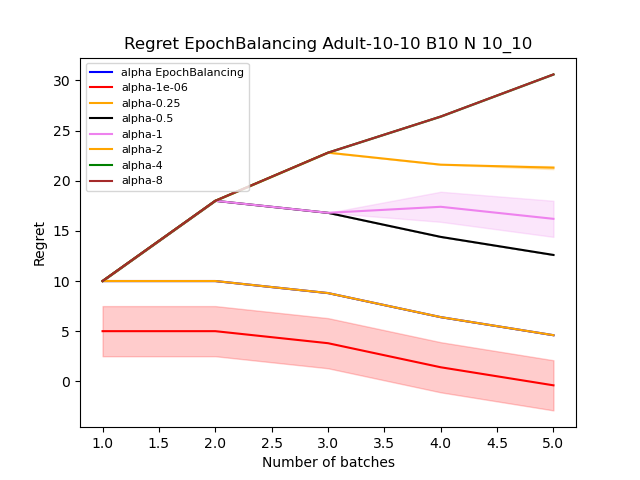 Regret EpochBalancing Adult-10-10 B10 N 10_10
alpha EpochBalancing
alpha-1e-06
alpha-0.25
alpha-0.5
alpha-1
alpha-2
alpha-4
alpha-8
Regret
30
25
20
15
10
5
0
1.0 1.5 2.0 2.5 3.0 3.5 4.0 4.5 5.0
Number of batches